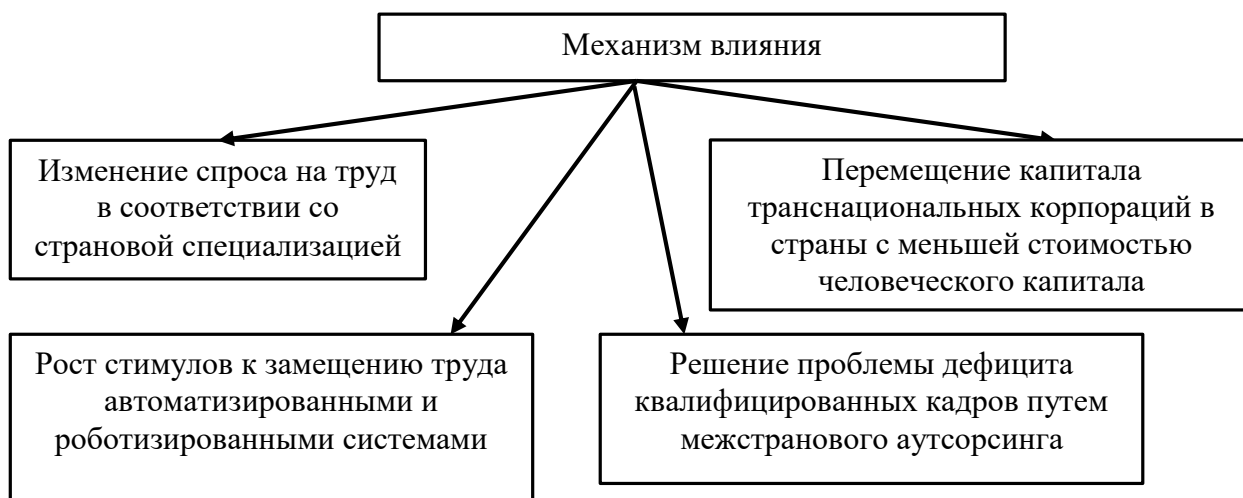 Механизм влияния
Изменение спроса на труд
в соответствии со
страновой специализацией
Перемещение капитала
транснациональных корпораций в
страны с меньшей стоимостью
человеческого капитала
Рост стимулов к замещению труда
автоматизированными и
роботизированными системами
Решение проблемы дефицита
квалифицированных кадров путем
межстранового аутсорсинга